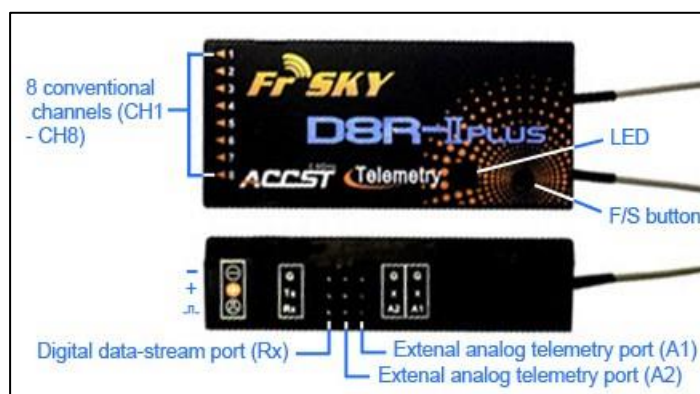 8 conventional
channels (CH1
- CH8)
1
2
3
4
5
6
7
8
FrSKY
D8R-II PLUS
2.4GHz
ACCST Telemetry
LED
F/S button
-
+
G
Tx
Rx
G
X
A2
G
X
A1
Digital data-stream port (Rx)
Extenal analog telemetry port (A1)
Extenal analog telemetry port (A2)